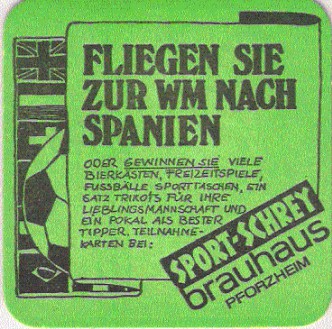 FLIEGEN SIE
ZUR WM NACH
SPANIEN
ODER GEWINNEN SIE VIELE
BIERKÄSTEN, FREIZEITSPIELE,
FUSSBÄLLE SPORTTASCHEN, EIN
SATZ TRIKOTS FÜR IHRE
LIEBLINGSMANNSCHAFT UND
EIN POKAL ALS BESTER
TIPPER. TEILNAHME-
KARTEN BEI:
SPORT-SCHREY
brauhaus
PFORZHEIM